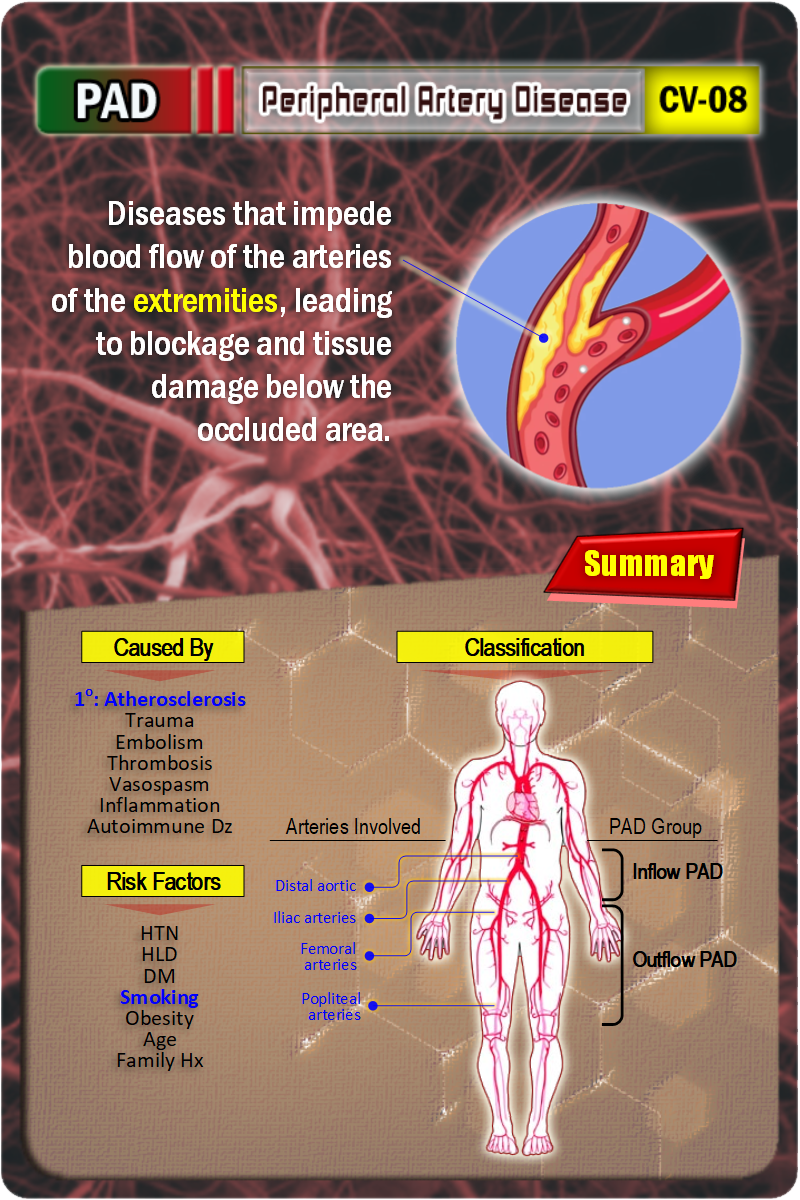 PAD
Peripheral Artery Disease
CV-08
Diseases that impede
blood flow of the arteries
of the extremities, leading
to blockage and tissue
damage below the
occluded area.
Summary
Caused By
1º: Atherosclerosis
Trauma
Embolism
Thrombosis
Vasospasm
Inflammation
Autoimmune Dz
Risk Factors
HTN
HLD
DM
Smoking
Obesity
Age
Family Hx
Classification
Arteries Involved
Distal aortic
Iliac arteries
Femoral
arteries
Popliteal
arteries
PAD Group
Inflow PAD
Outflow PAD